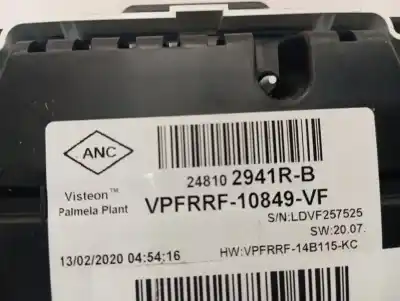 ANC
24810 2941R-B
Visteon™
Palmela Plant
VPFRRF-10849-VF
S/N:LDVF257525
SW:20.07.
13/02/2020 04:54:16
HW:VPFRRF-14B115-KC